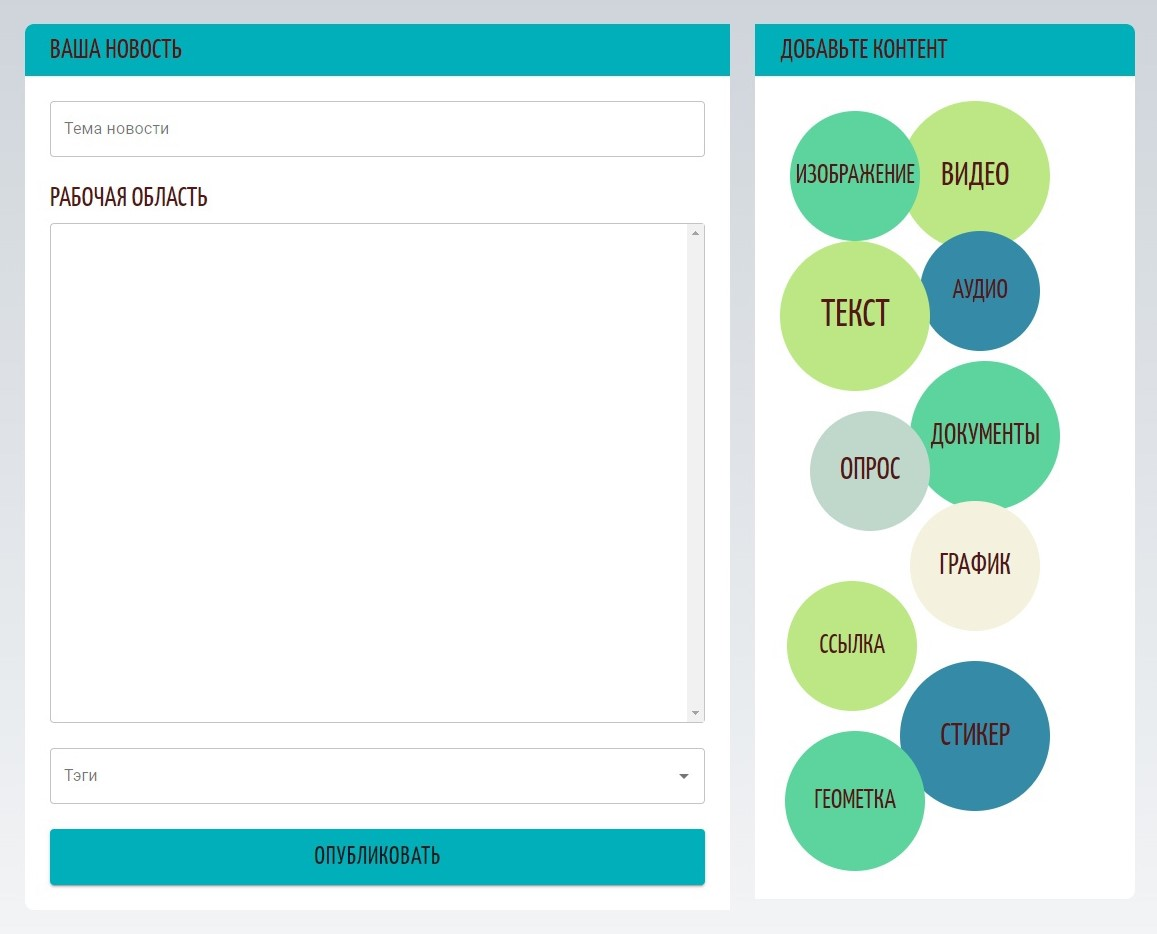 ВАША НОВОСТЬ
Тема новости
РАБОЧАЯ ОБЛАСТЬ
Тэги
ОПУБЛИКОВАТЬ
ДОБАВЬТЕ КОНТЕНТ
ИЗОБРАЖЕНИЕ
ВИДЕО
АУДИО
ТЕКСТ
ДОКУМЕНТЫ
ОПРОС
ГРАФИК
ССЫЛКА
СТИКЕР
ГЕОМЕТКА